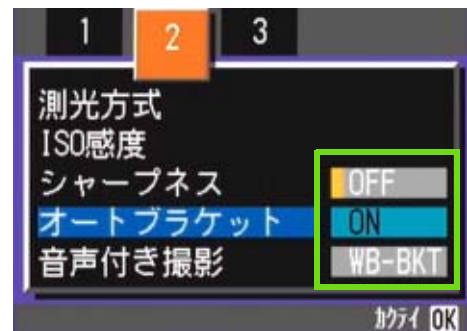 1 2 3
測光方式
ISO感度
シャープネス OFF
オートブラケット ON
音声付き撮影 WB-BKT
カクテイ OK